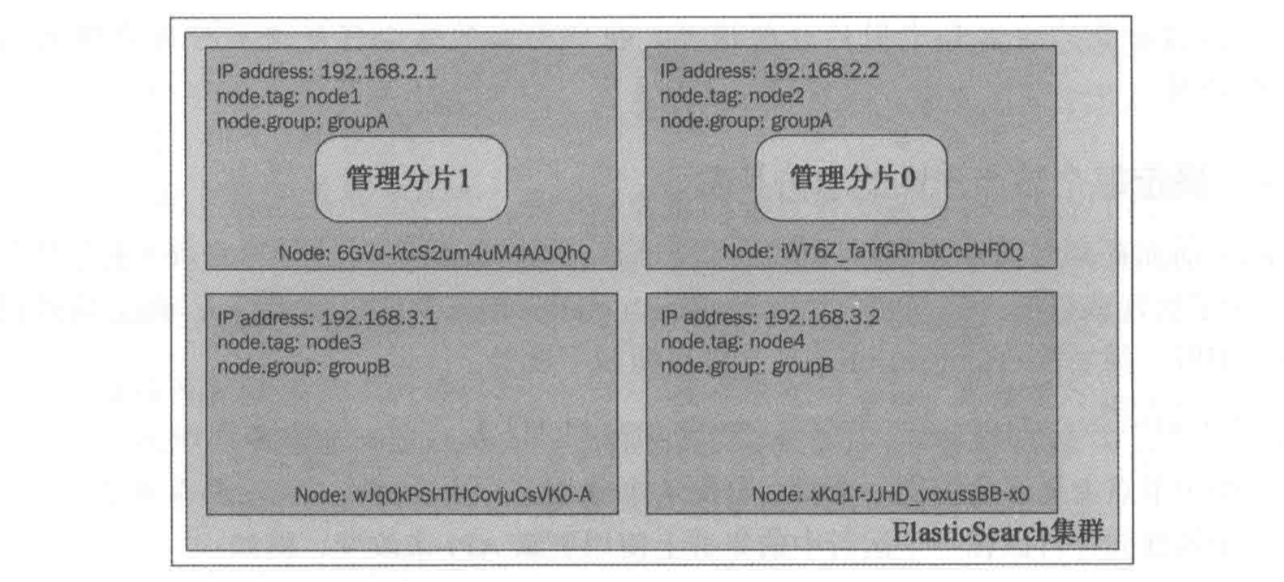 IP address: 192.168.2.1
node.tag: node1
node.group: groupA
管理分片1
Node: 6GVd-ktcS2um4uM4AAJQhQ
IP address: 192.168.2.2
node.tag: node2
node.group: groupA
管理分片0
Node: iW76Z_TaTfGRmbtCcPHF0Q
IP address: 192.168.3.1
node.tag: node3
node.group: groupB
Node: wJq0kPSHTHCovjuCsVK0-A
IP address: 192.168.3.2
node.tag: node4
node.group: groupB
Node: xKq1f-JJHD_voxussBB-x0
ElasticSearch集群